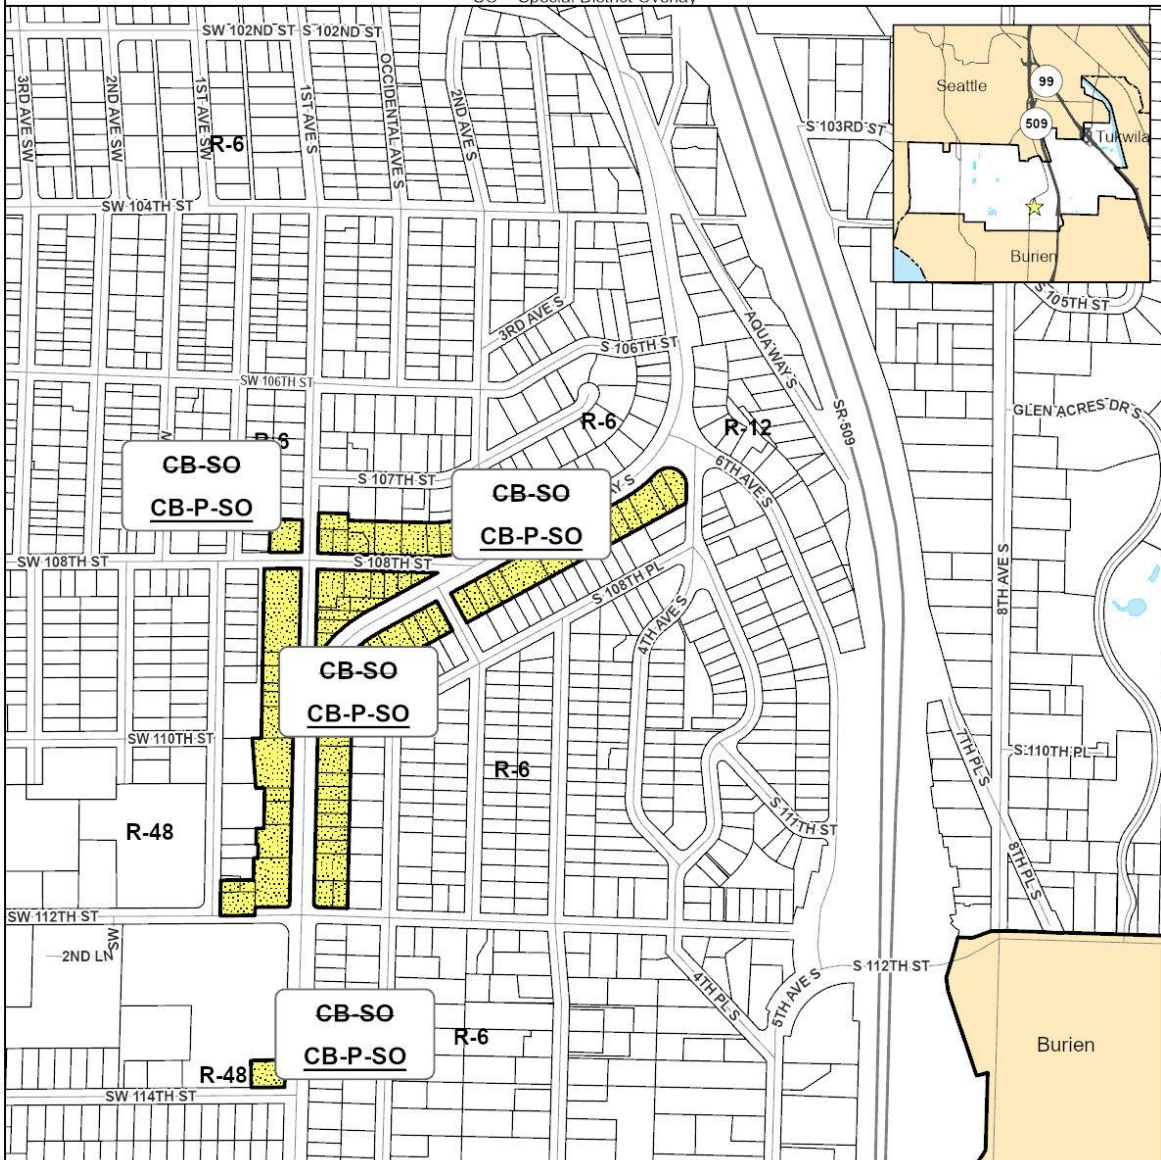 SO - Special District Overlay
SW 102ND ST
S 102ND ST
3RD AVE SW
2ND AVE SW
1ST AVE SW
1ST AVE S
OCCIDENTAL AVE S
2ND AVE S
R-6
S 103RD ST
Seattle
99
509
Tukwila
Burien
SW 104TH ST
S 105TH ST
3RD AVE S
S 106TH ST
AQUA WAY S
SR-509
SW 106TH ST
GLEN ACRES DR S
R-6
R-12
R-6
CB-SO
CB-P-SO
S 107TH ST
CB-SO
CB-P-SO
6TH AVE S
SW 108TH ST
S 108TH ST
S 108TH PL
8TH AVE S
4TH AVE S
CB-SO
CB-P-SO
SW 110TH ST
7TH PL S
S 110TH PL
R-6
R-48
S 111TH ST
8TH PL S
SW 112TH ST
2ND LN SW
S 112TH ST
4TH PL S
5TH AVE S
CB-SO
CB-P-SO
R-6
Burien
R-48
SW 114TH ST